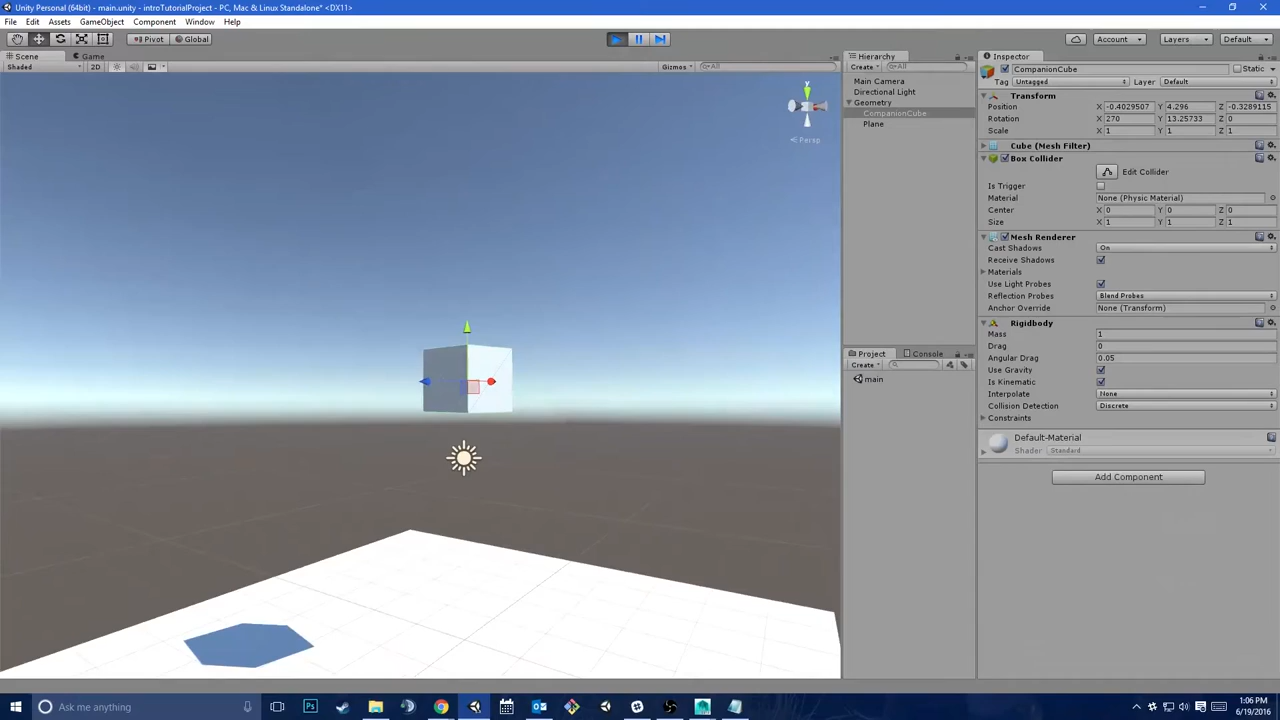 Unity Personal (64bit) - main.unity - introTutorialProject - PC, Mac & Linux Standalone* <DX11>
File Edit Assets GameObject Component Window Help
Pivot Global Account Layers Default
Scene Game
Shaded 2D Gizmos All
Hierarchy
Create All
Main Camera
Directional Light
Geometry
CompanionCube
Plane
y
Persp
Project Console
Create
main
Inspector
CompanionCube Static
Tag Untagged Layer Default
Transform
Position X -0.4029507 Y 4.296 Z -0.3289115
Rotation X 270 Y 13.25733 Z 0
Scale X 1 Y 1 Z 1
Cube (Mesh Filter)
Box Collider
Edit Collider
Is Trigger
Material None (Physic Material)
Center X 0 Y 0 Z 0
Size X 1 Y 1 Z 1
Mesh Renderer
Cast Shadows On
Receive Shadows
Materials
Use Light Probes
Reflection Probes Blend Probes
Anchor Override None (Transform)
Rigidbody
Mass 1
Drag 0
Angular Drag 0.05
Use Gravity
Is Kinematic
Interpolate None
Collision Detection Discrete
Constraints
Default-Material
Shader Standard
Add Component
Ask me anything
Ps
1:06 PM
6/19/2016